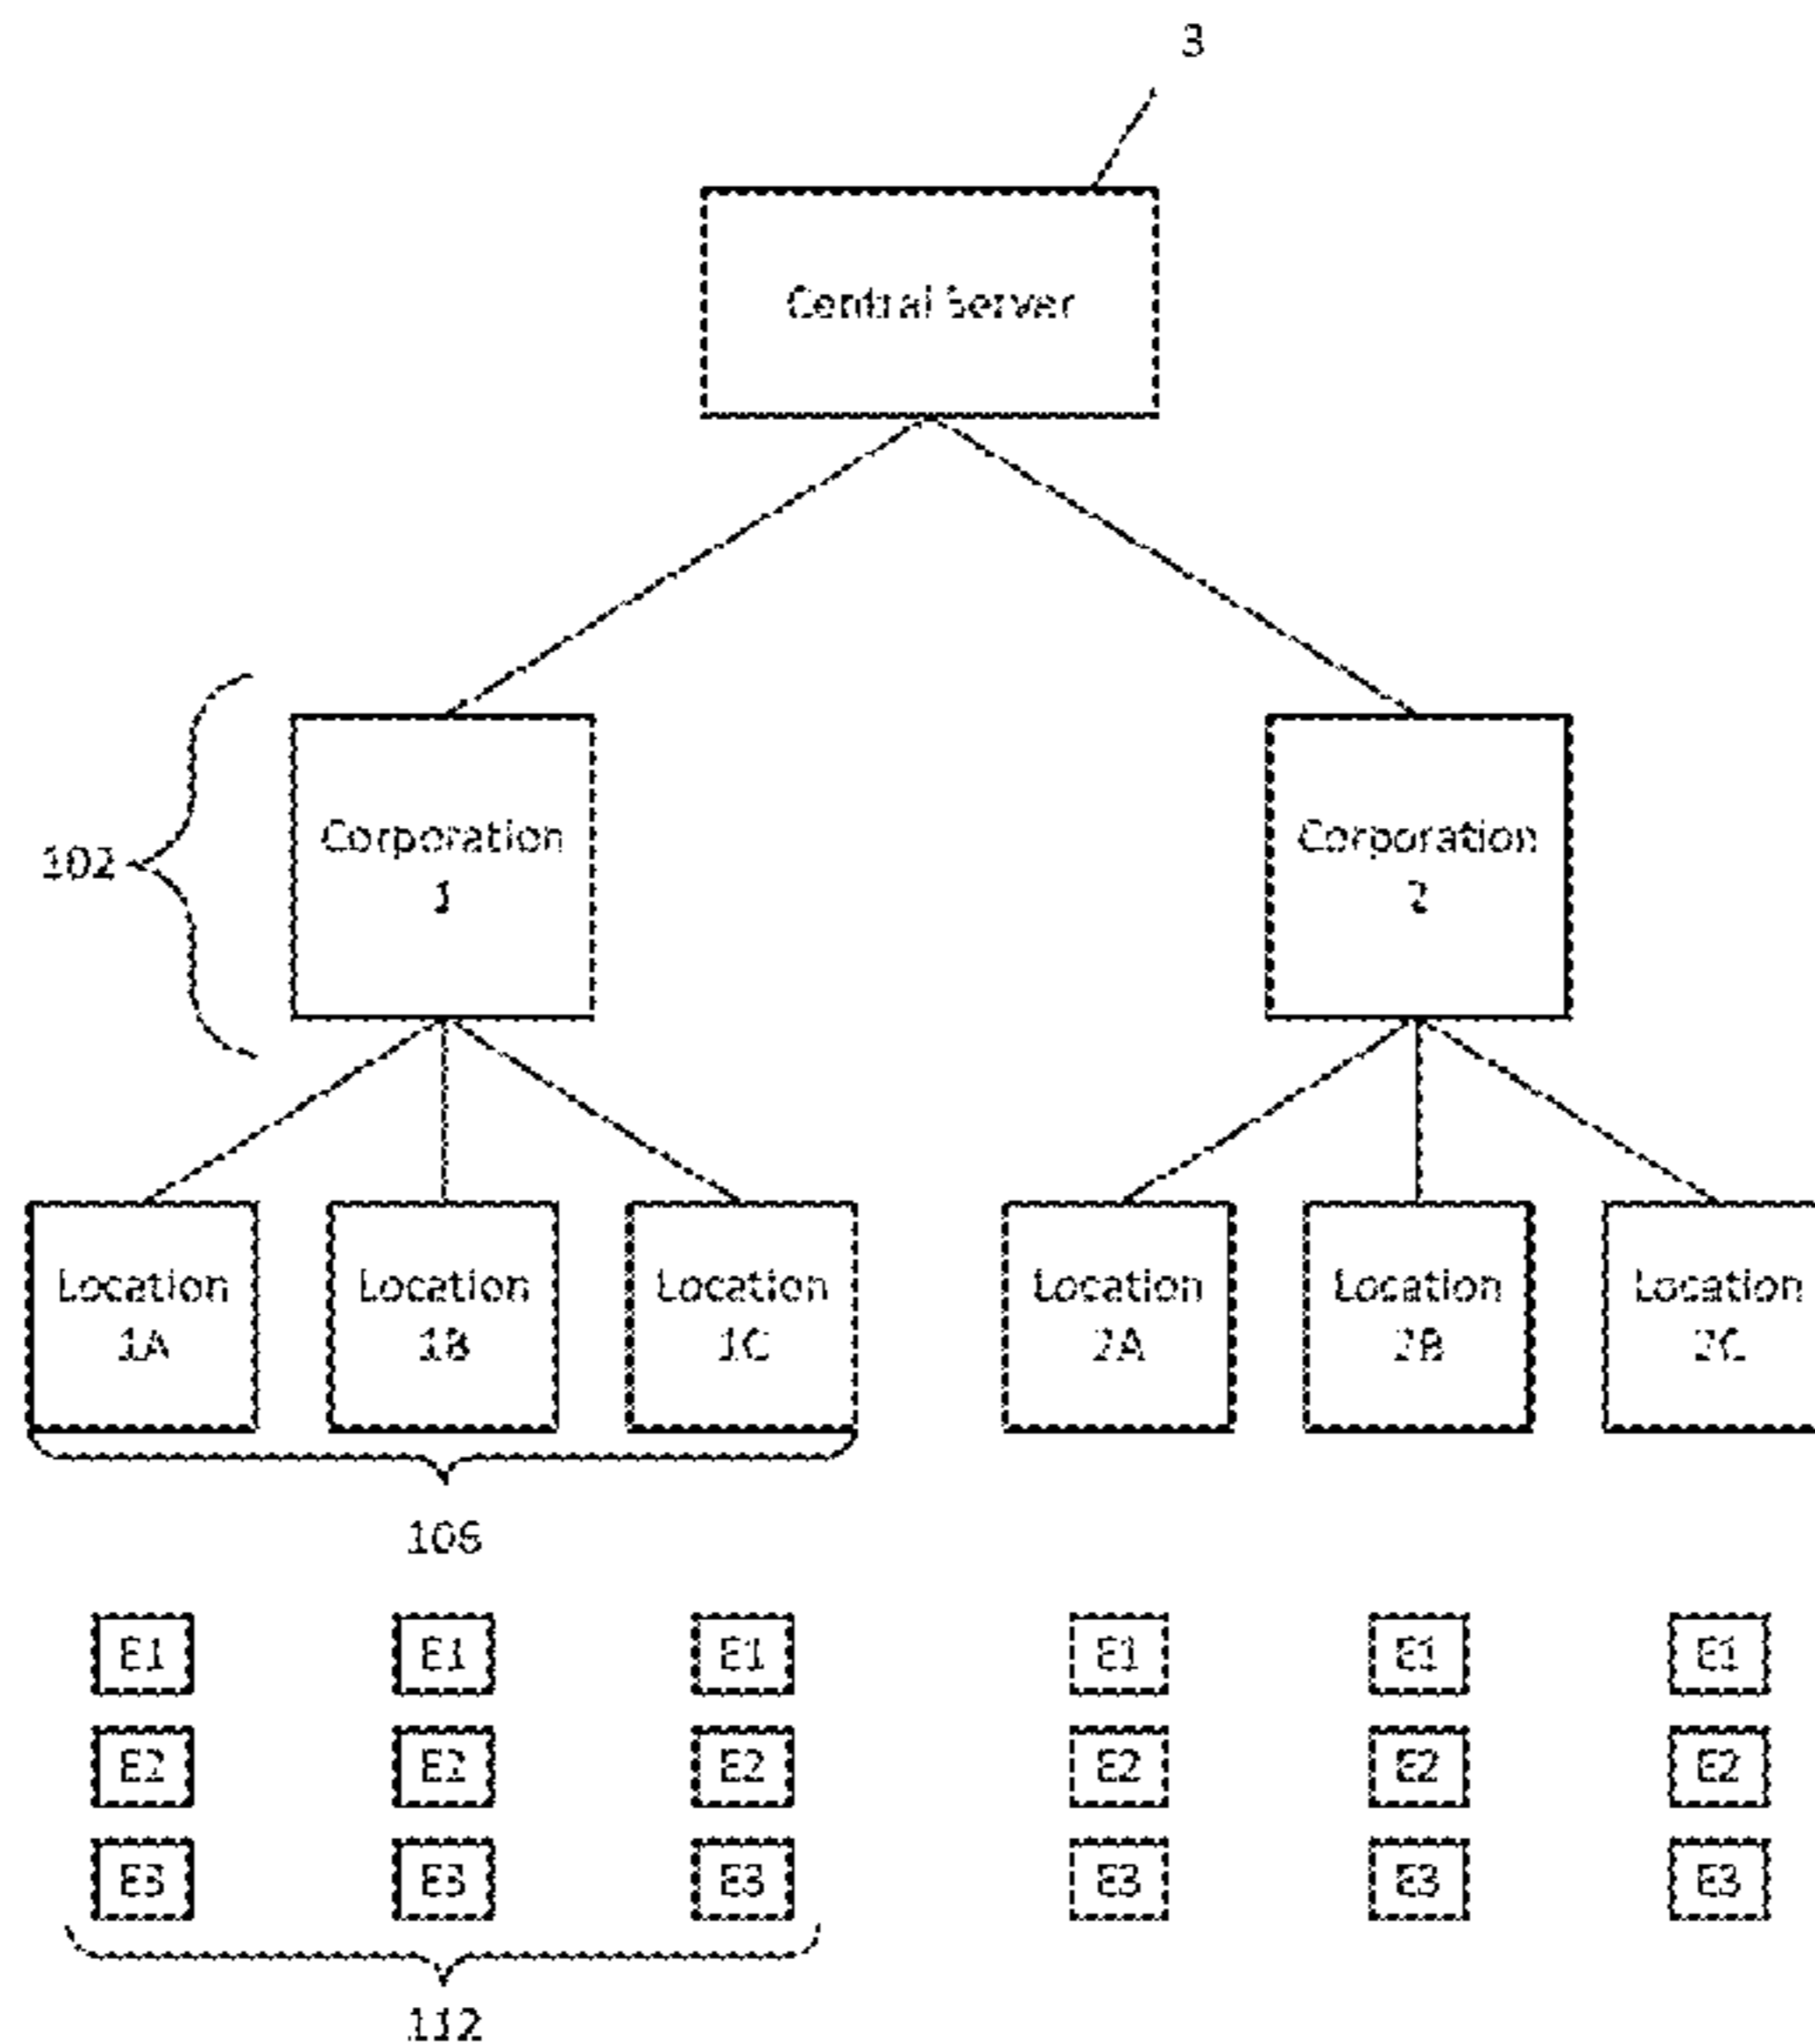 3
Central Server
102
Corporation
1
Corporation
2
Location
1A
Location
1B
Location
1C
Location
2A
Location
2B
Location
2C
106
E1 E1 E1 E1 E1 E1
E2 E2 E2 E2 E2 E2
E3 E3 E3 E3 E3 E3
112